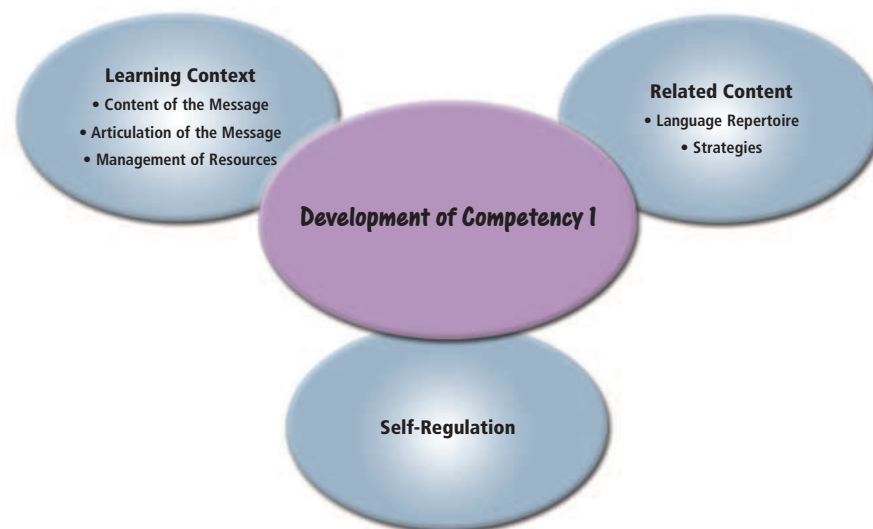 Learning Context
• Content of the Message
• Articulation of the Message
• Management of Resources
Related Content
• Language Repertoire
• Strategies
Development of Competency 1
Self-Regulation